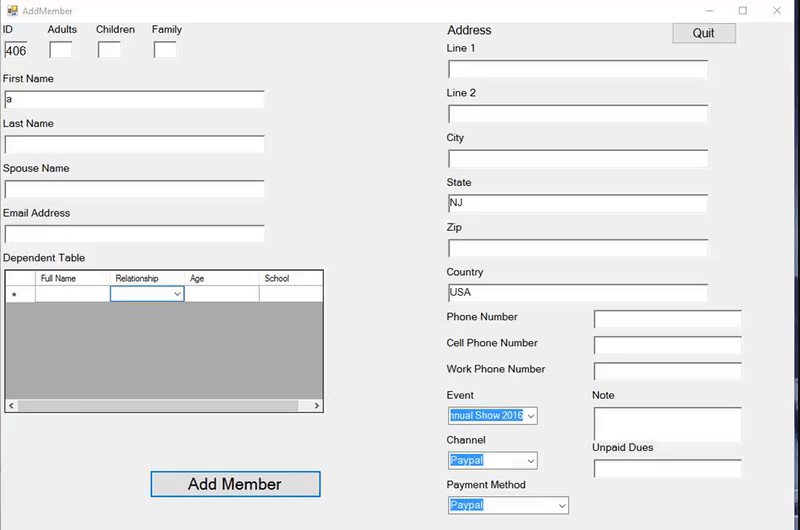 AddMember
ID Adults Children Family
406
First Name
a
Last Name
Spouse Name
Email Address
Dependent Table
Full Name Relationship Age School
Add Member
Address
Quit
Line 1
Line 2
City
State
NJ
Zip
Country
USA
Phone Number
Cell Phone Number
Work Phone Number
Event
nnual Show 2016
Note
Channel
Paypal
Unpaid Dues
Payment Method
Paypal